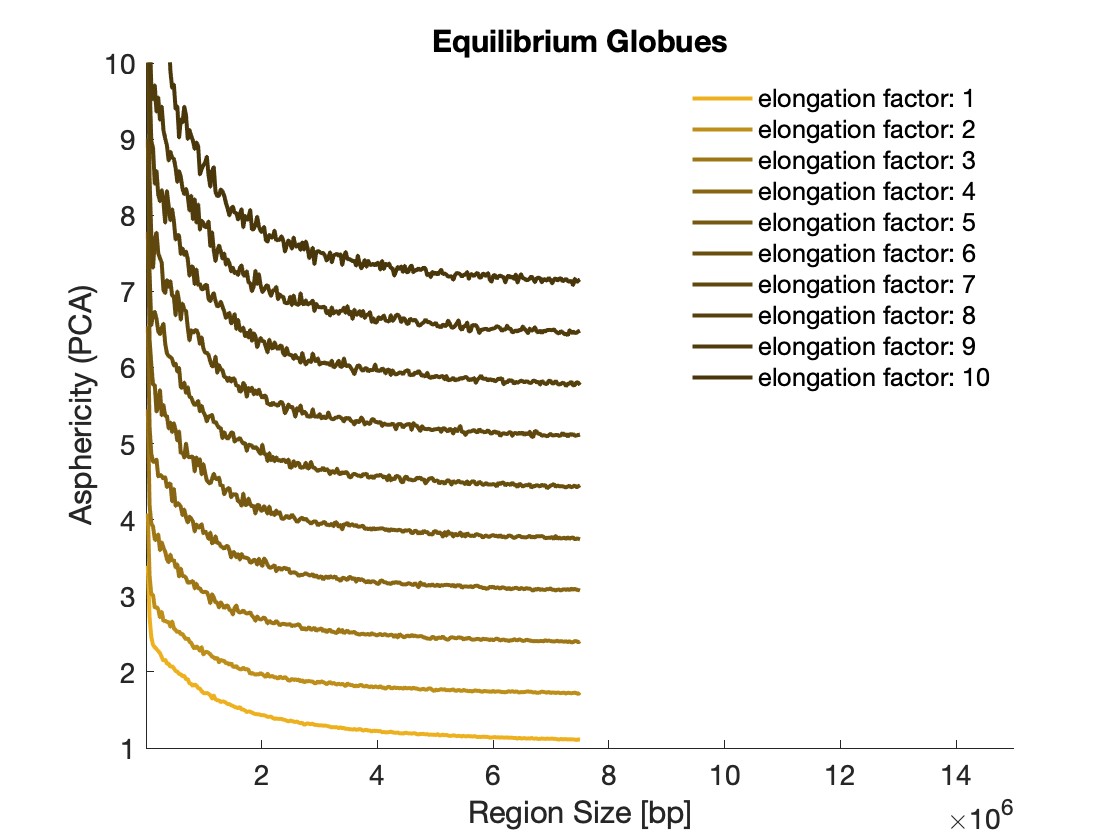 Equilibrium Globues
elongation factor: 1
elongation factor: 2
elongation factor: 3
elongation factor: 4
elongation factor: 5
elongation factor: 6
elongation factor: 7
elongation factor: 8
elongation factor: 9
elongation factor: 10
Asphericity (PCA)
10
9
8
7
6
5
4
3
2
1
2 4 6 8 10 12 14
Region Size [bp]
×10⁶